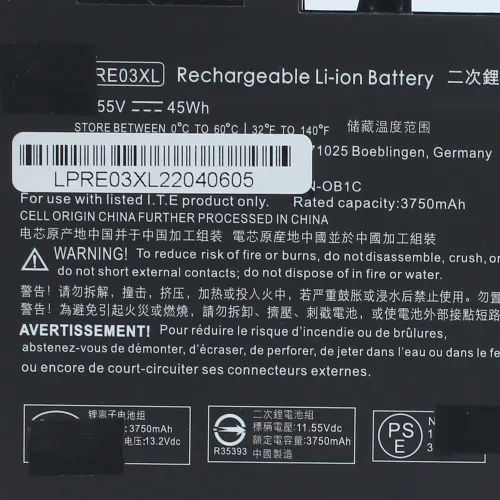 RE03XL Rechargeable Li-ion Battery 二次鋰
55V 45Wh
STORE BETWEEN 0°C TO 60°C | 32°F TO 140°F 储藏温度范围
71025 Boeblingen, Germany
LPRE03XL22040605
N-OB1C
For use with listed I.T.E product only. Rated capacity:3750mAh
CELL ORIGIN CHINA FURTHER PROCESSED IN CHINA
电芯原产地中国并于中国加工组装 電芯原産地中國並於中國加工組裝
WARNING! To reduce risk of fire or burns, do not disassemble, crush, or
do not short external contacts; do not dispose of in fire or water.
警告! 请勿拆解，撞击，挤压，加热或投入火中，若严重鼓胀或浸水后勿用。勿置
警告! 為避免引起火災或燃燒，請勿拆卸、擠壓、刺戳電池，或使外部接點短路
AVERTISSEMENT! Pour réduire le risque d'incendie ou de brûlures,
abstenez-vous de démonter, d'écraser, de perforer, de jeter dans l'eau ou dans le fe
ou encore de court-circuiter ses connecteurs externes.
锂离子电池组
:3750mAh
电压:13.2Vdc
R35393
二次鋰電池組
標稱電壓:11.55Vdc
額定電容量:3750mAh
中國製造
PS
E
N
1
3